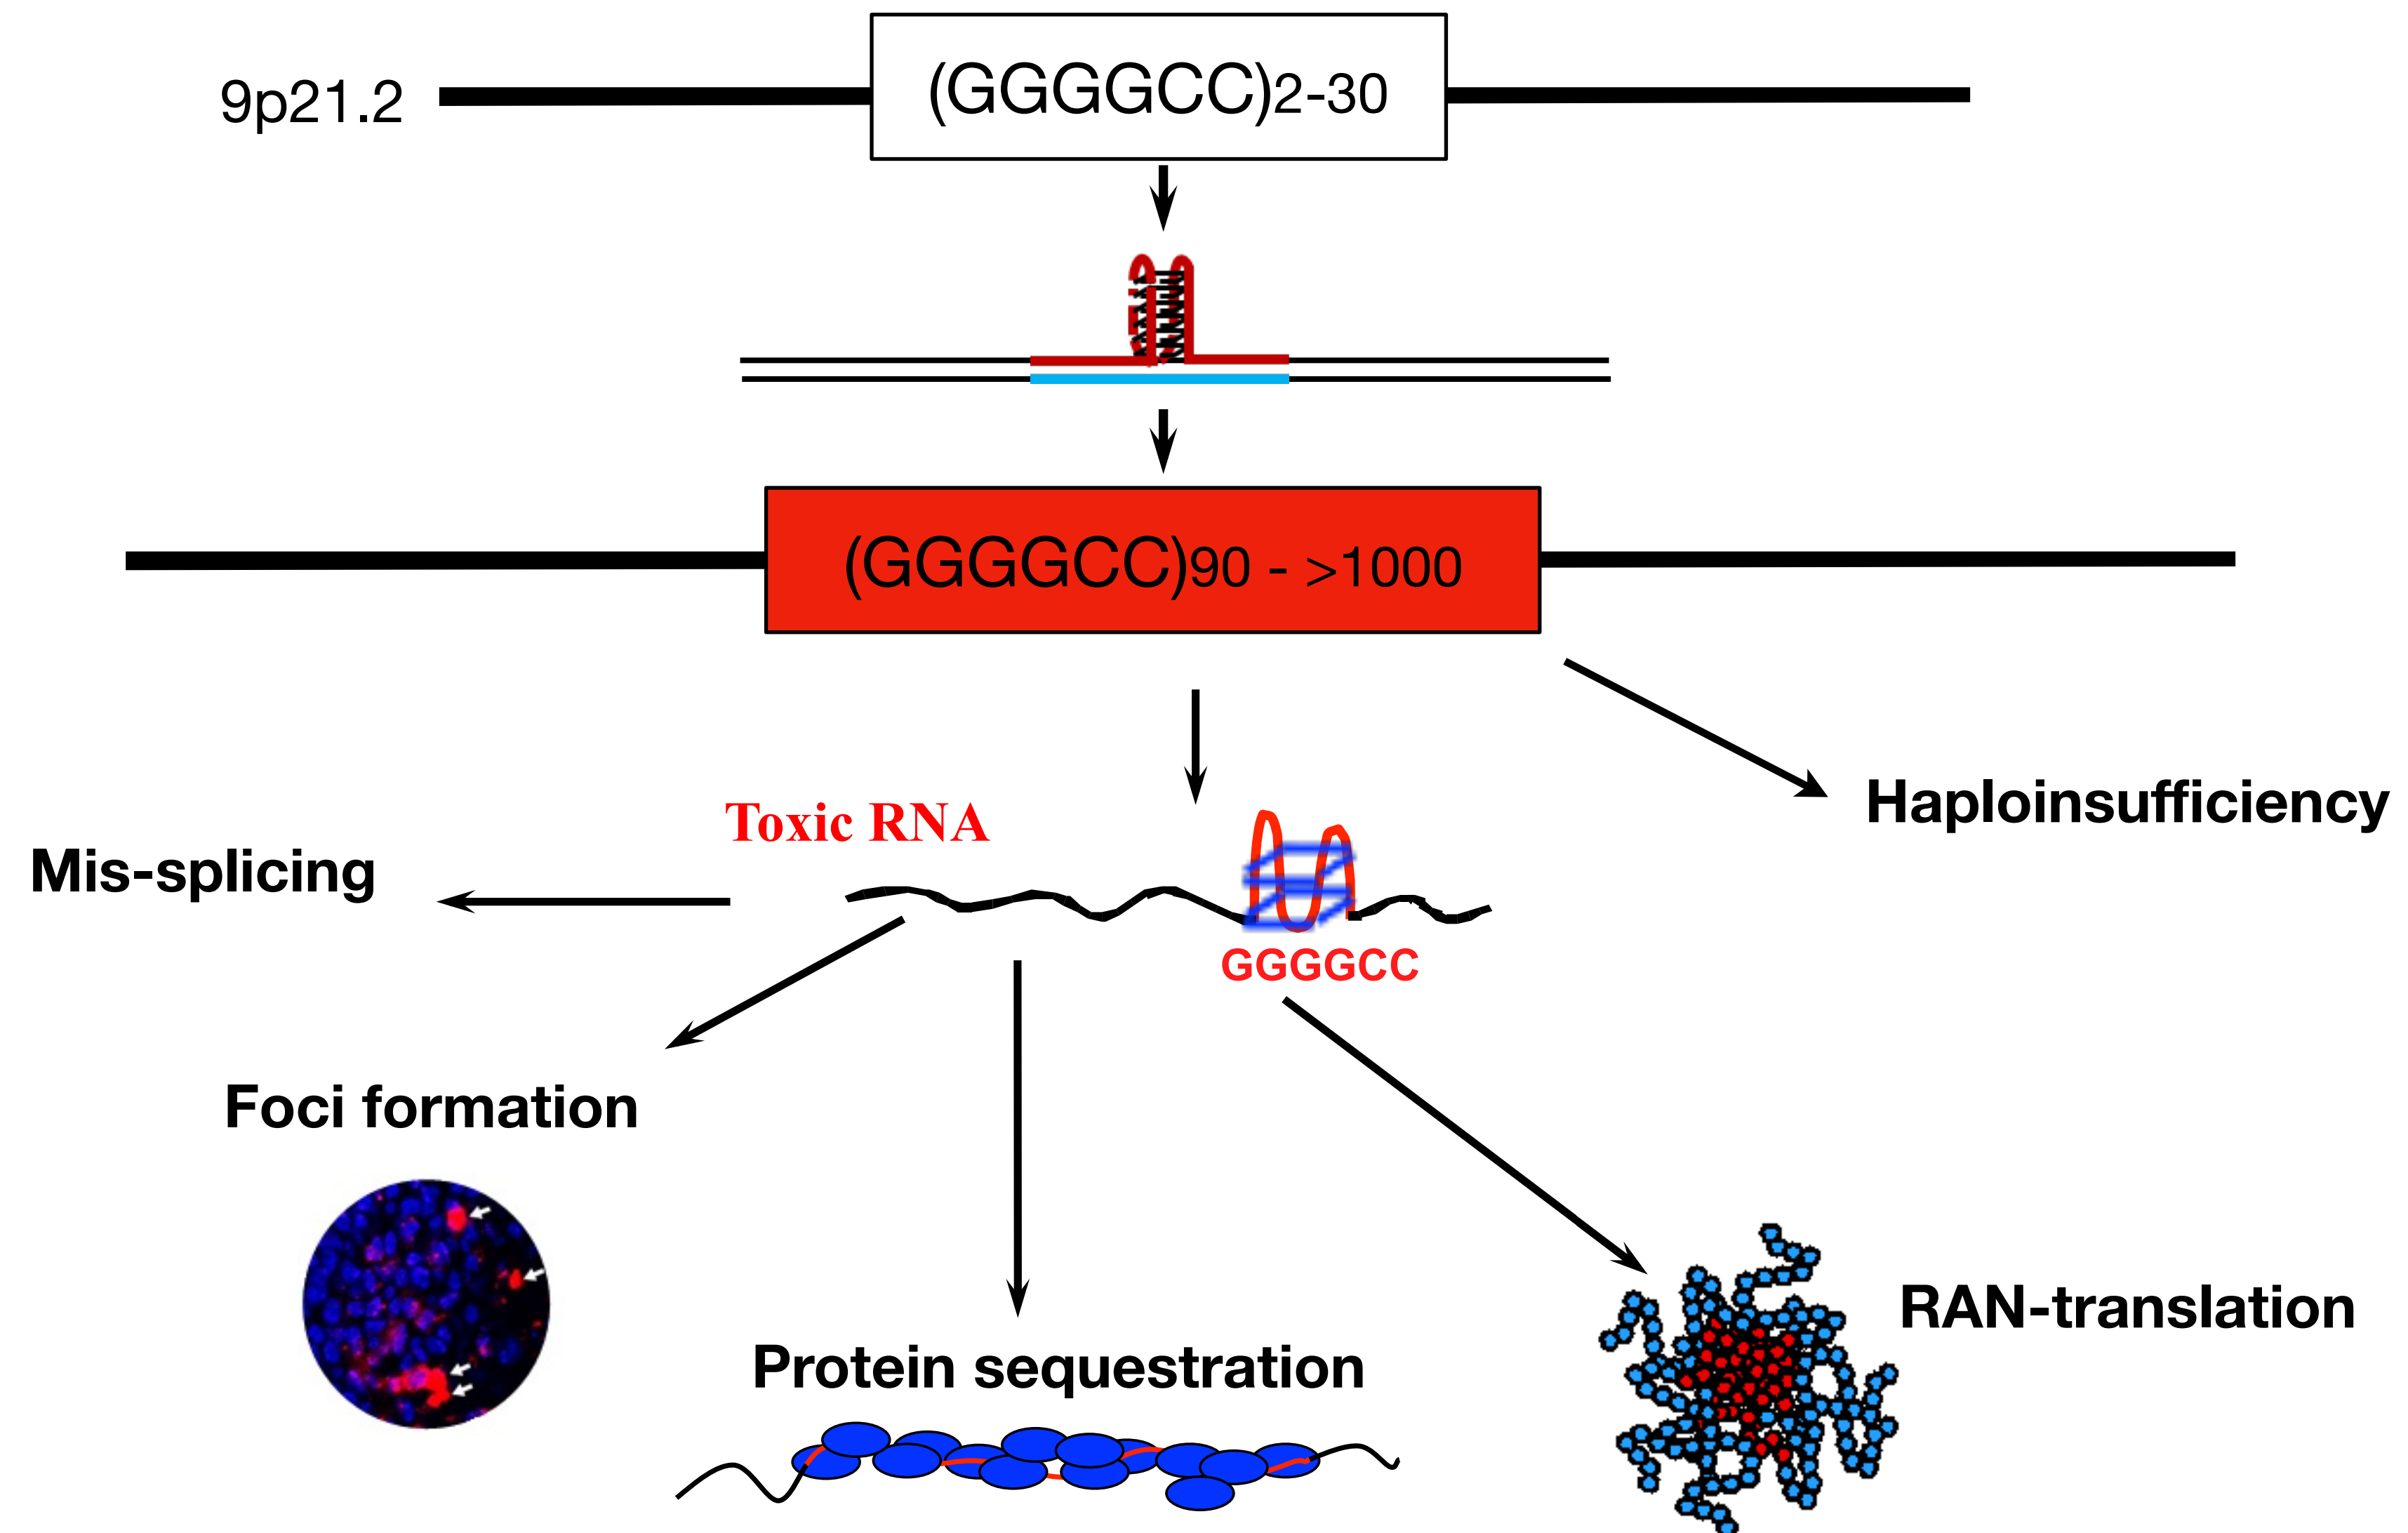 9p21.2
(GGGGCC)2-30
(GGGGCC)90 - >1000
Haploinsufficiency
Toxic RNA
Mis-splicing
GGGGCC
Foci formation
RAN-translation
Protein sequestration